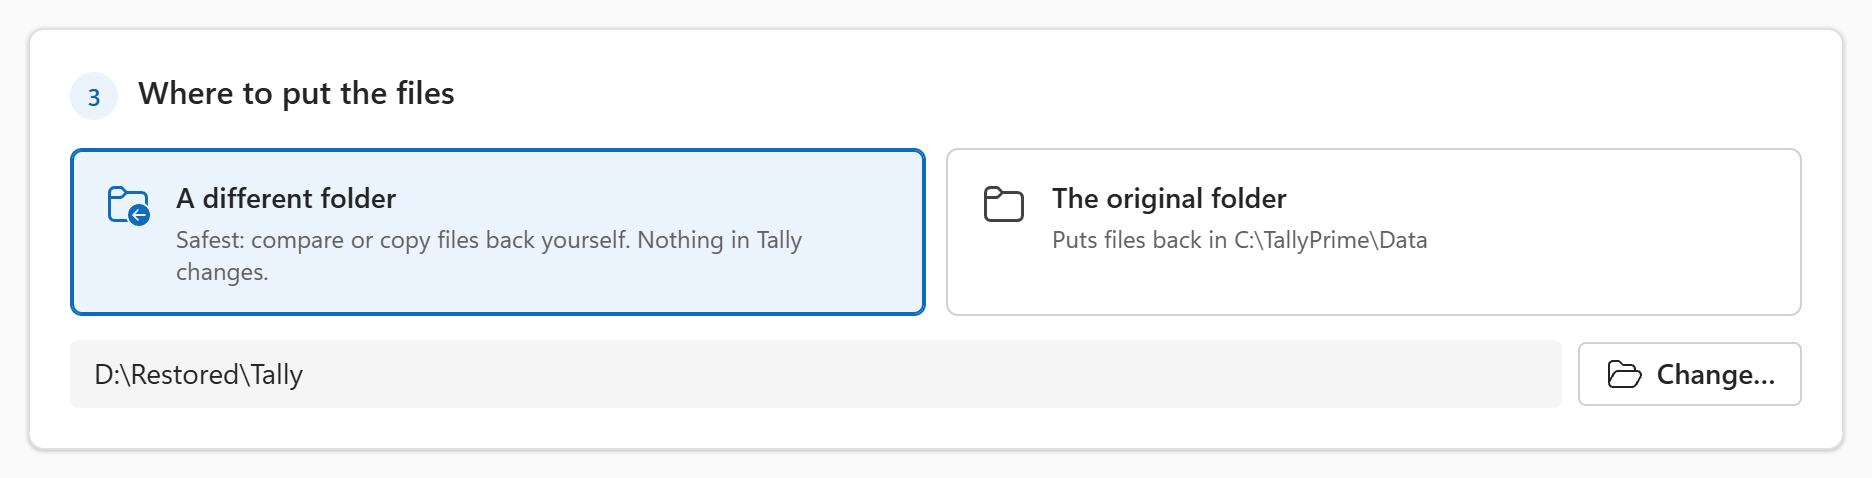 3
Where to put the files
A different folder
Safest: compare or copy files back yourself. Nothing in Tally
changes.
The original folder
Puts files back in C:\TallyPrime\Data
D:\Restored\Tally
Change...